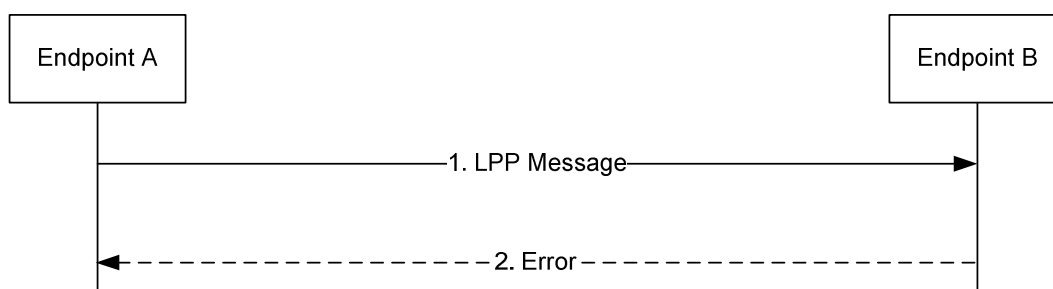 Endpoint A
Endpoint B
1. LPP Message
2. Error